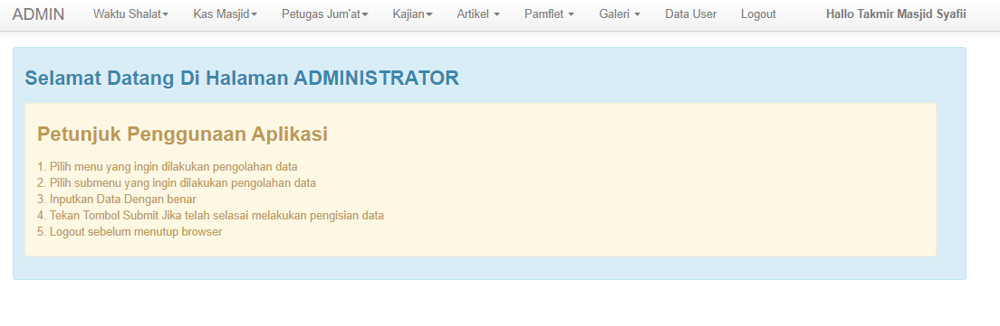 ADMIN Waktu Shalat Kas Masjid Petugas Jum'at Kajian Artikel Pamflet Galeri Data User Logout Hallo Takmir Masjid Syafii
Selamat Datang Di Halaman ADMINISTRATOR
Petunjuk Penggunaan Aplikasi
1. Pilih menu yang ingin dilakukan pengolahan data
2. Pilih submenu yang ingin dilakukan pengolahan data
3. Inputkan Data Dengan benar
4. Tekan Tombol Submit Jika telah selasai melakukan pengisian data
5. Logout sebelum menutup browser